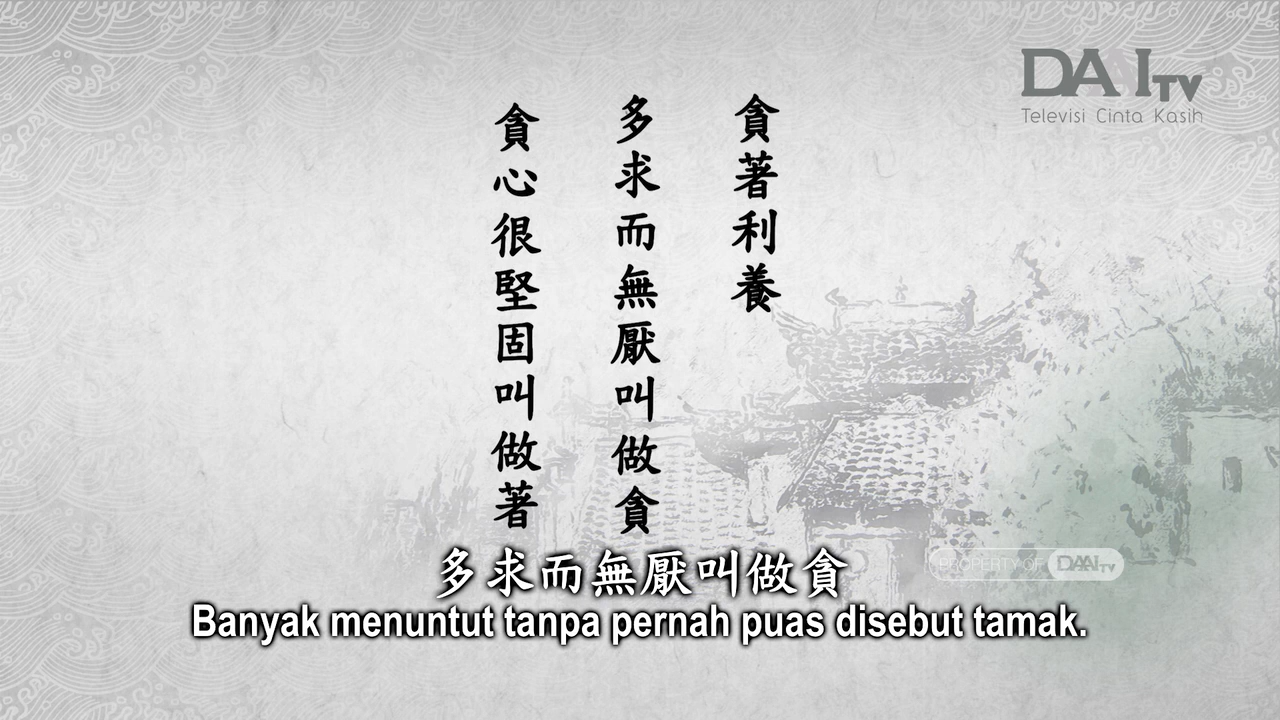 DAAI TV
Televisi Cinta Kasih
貪著利養
多求而無厭叫做貪
貪心很堅固叫做著
PROPERTY OF DAAI TV
多求而無厭叫做貪
Banyak menuntut tanpa pernah puas disebut tamak.